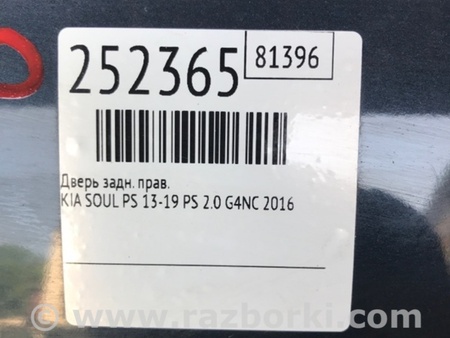 252365
81396
Дверь задн. прав.
KIA SOUL PS 13-19 PS 2.0 G4NC 2016
© www.razborki.com